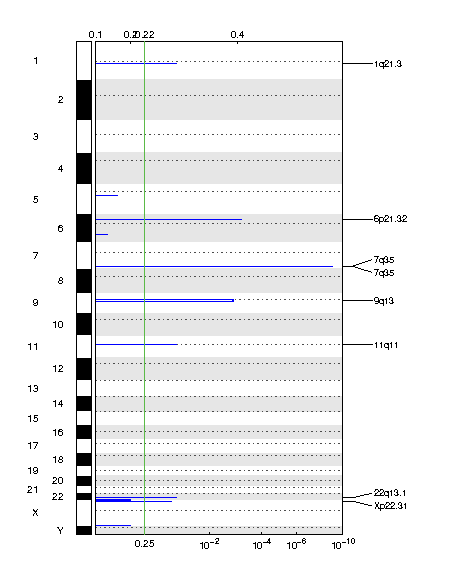 0.1 0.2 0.22 0.4
1 1q21.3
2
3
4
5
6 6p21.32
7 7q35
7q35
8
9 9q13
10
11 11q11
12
13
14
15
16
17
18
19
20
21
22 22q13.1
X Xp22.31
Y
0.25 10⁻² 10⁻⁴ 10⁻⁶ 10⁻¹⁰